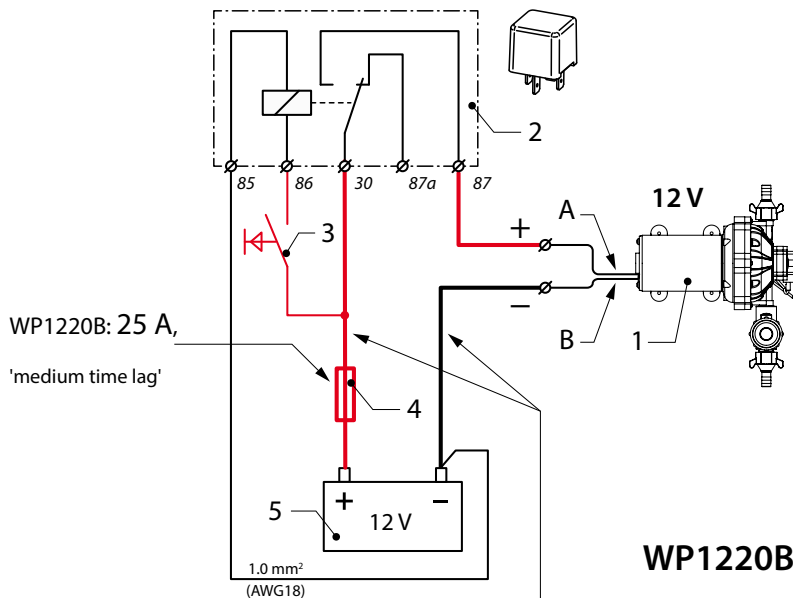 2
85
86
30
87a
87
12 V
A
+
3
−
B
1
WP1220B: 25 A,
'medium time lag'
4
+
−
5
12 V
WP1220B
1.0 mm²
(AWG18)